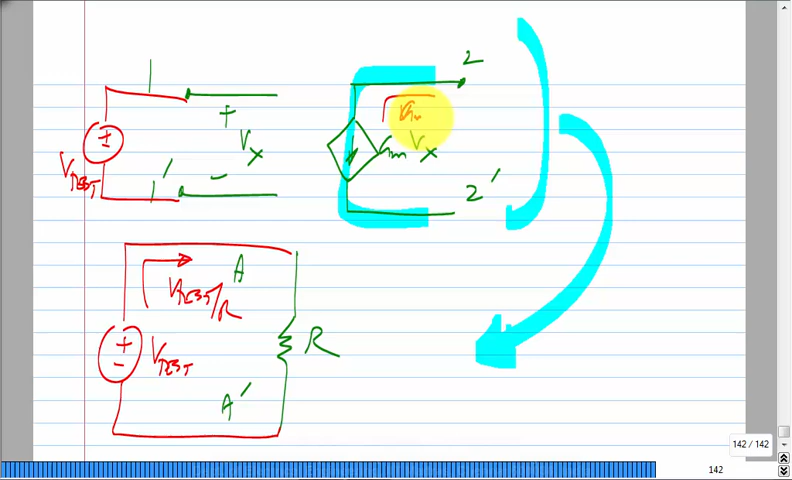 1
2
+
Vx
-
VTEST
1'
Gm Vx
2'
A
VTEST/R
+
-
VTEST
R
A'
142 / 142
142